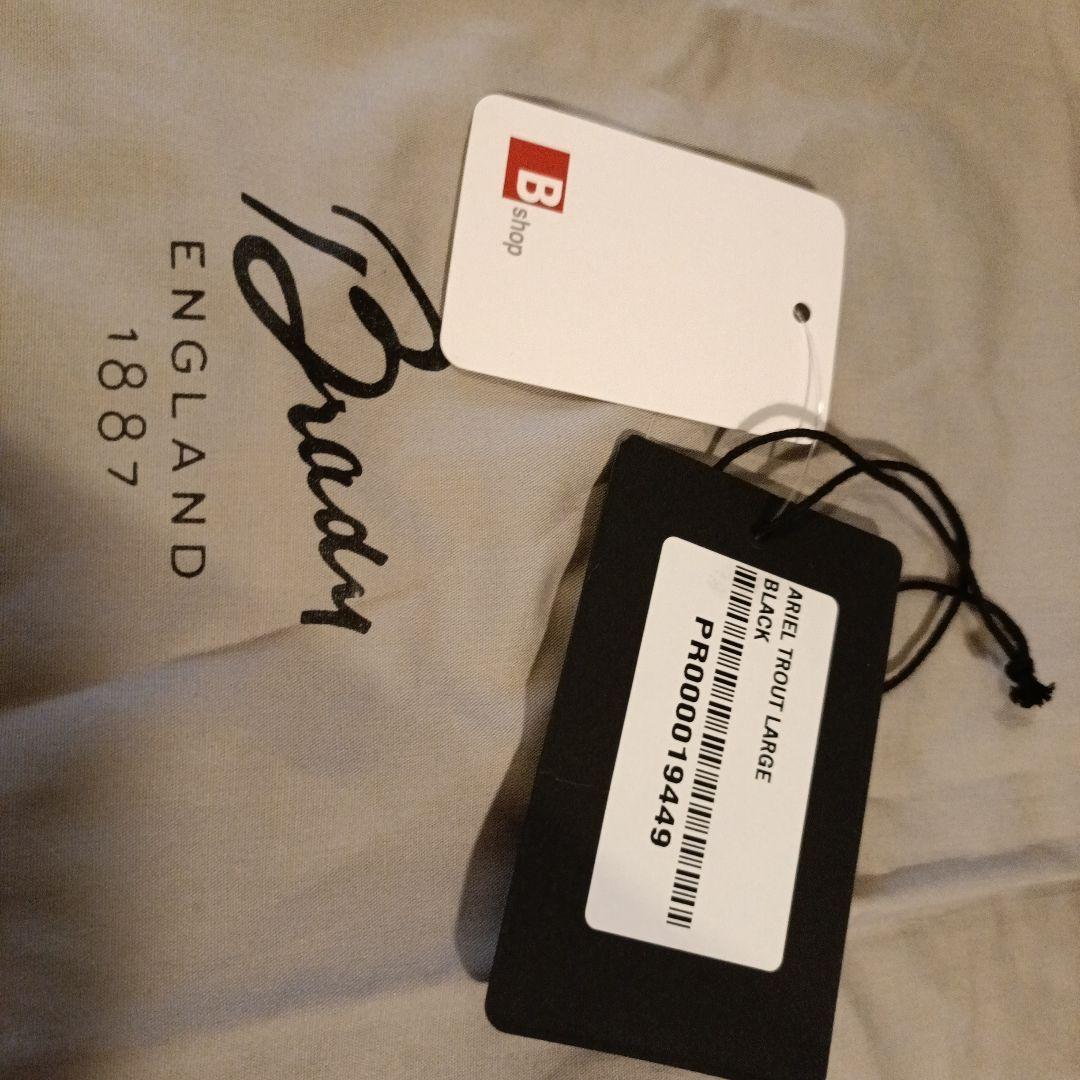 Brady
ENGLAND
1887
B
shop
ARIEL TROUT LARGE
BLACK
PR000019449